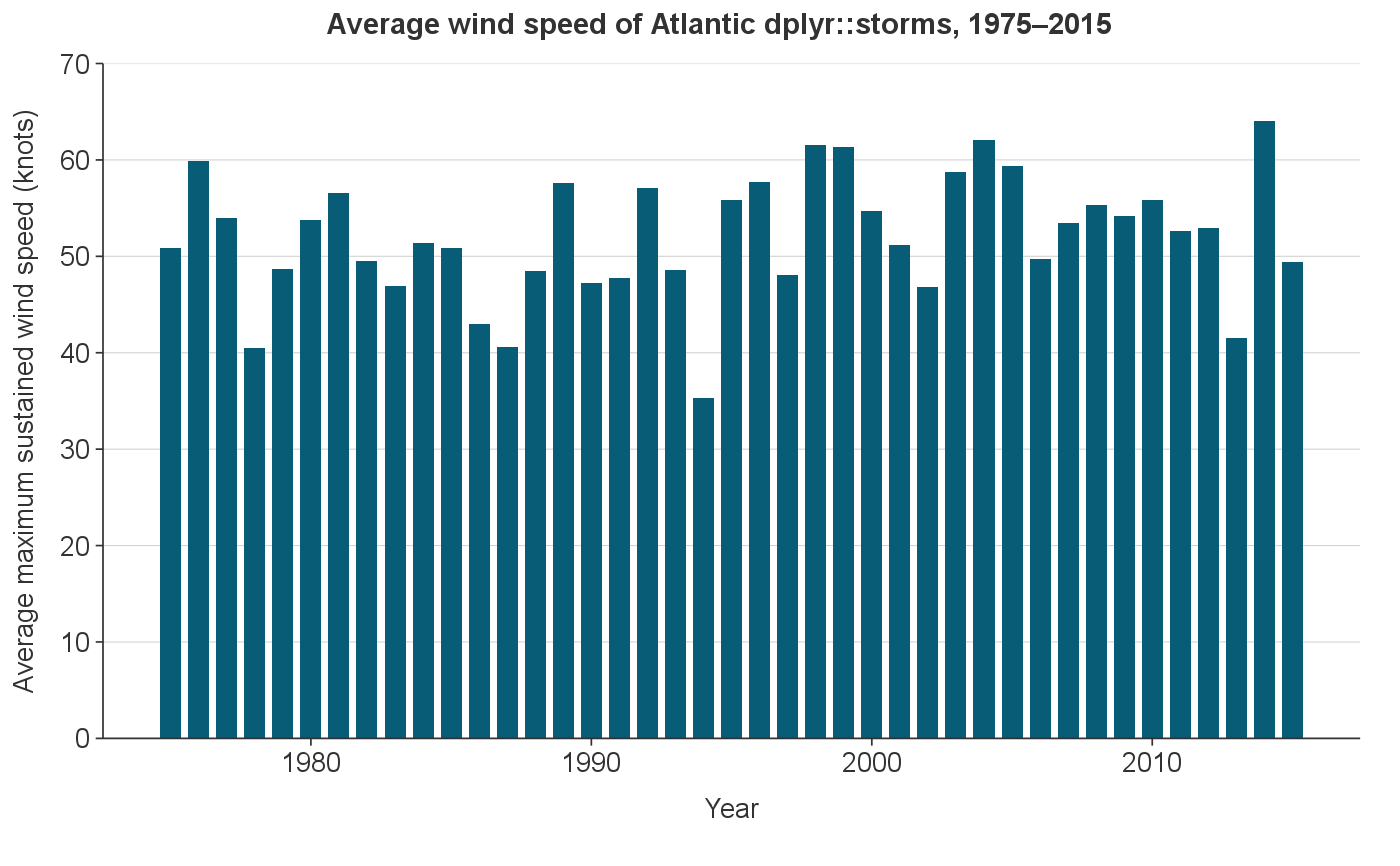 Average wind speed of Atlantic dplyr::storms, 1975–2015
Average maximum sustained wind speed (knots)
70
60
50
40
30
20
10
0
1980 1990 2000 2010
Year